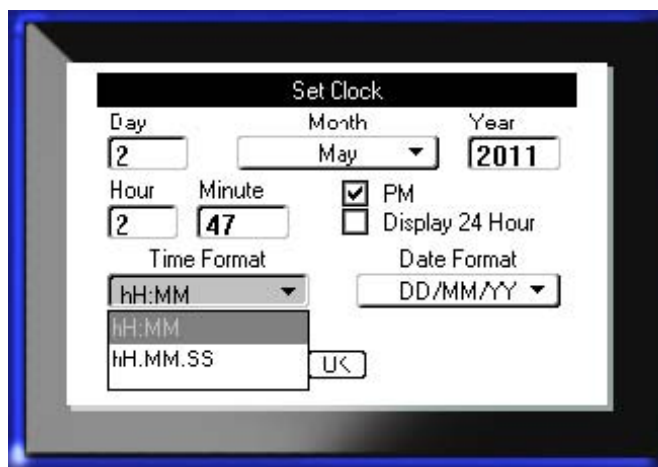 Set Clock
Day Month Year
2 May 2011
Hour Minute PM
2 47 Display 24 Hour
Time Format Date Format
hH:MM DD/MM/YY
hH:MM
hH.MM.SS
OK